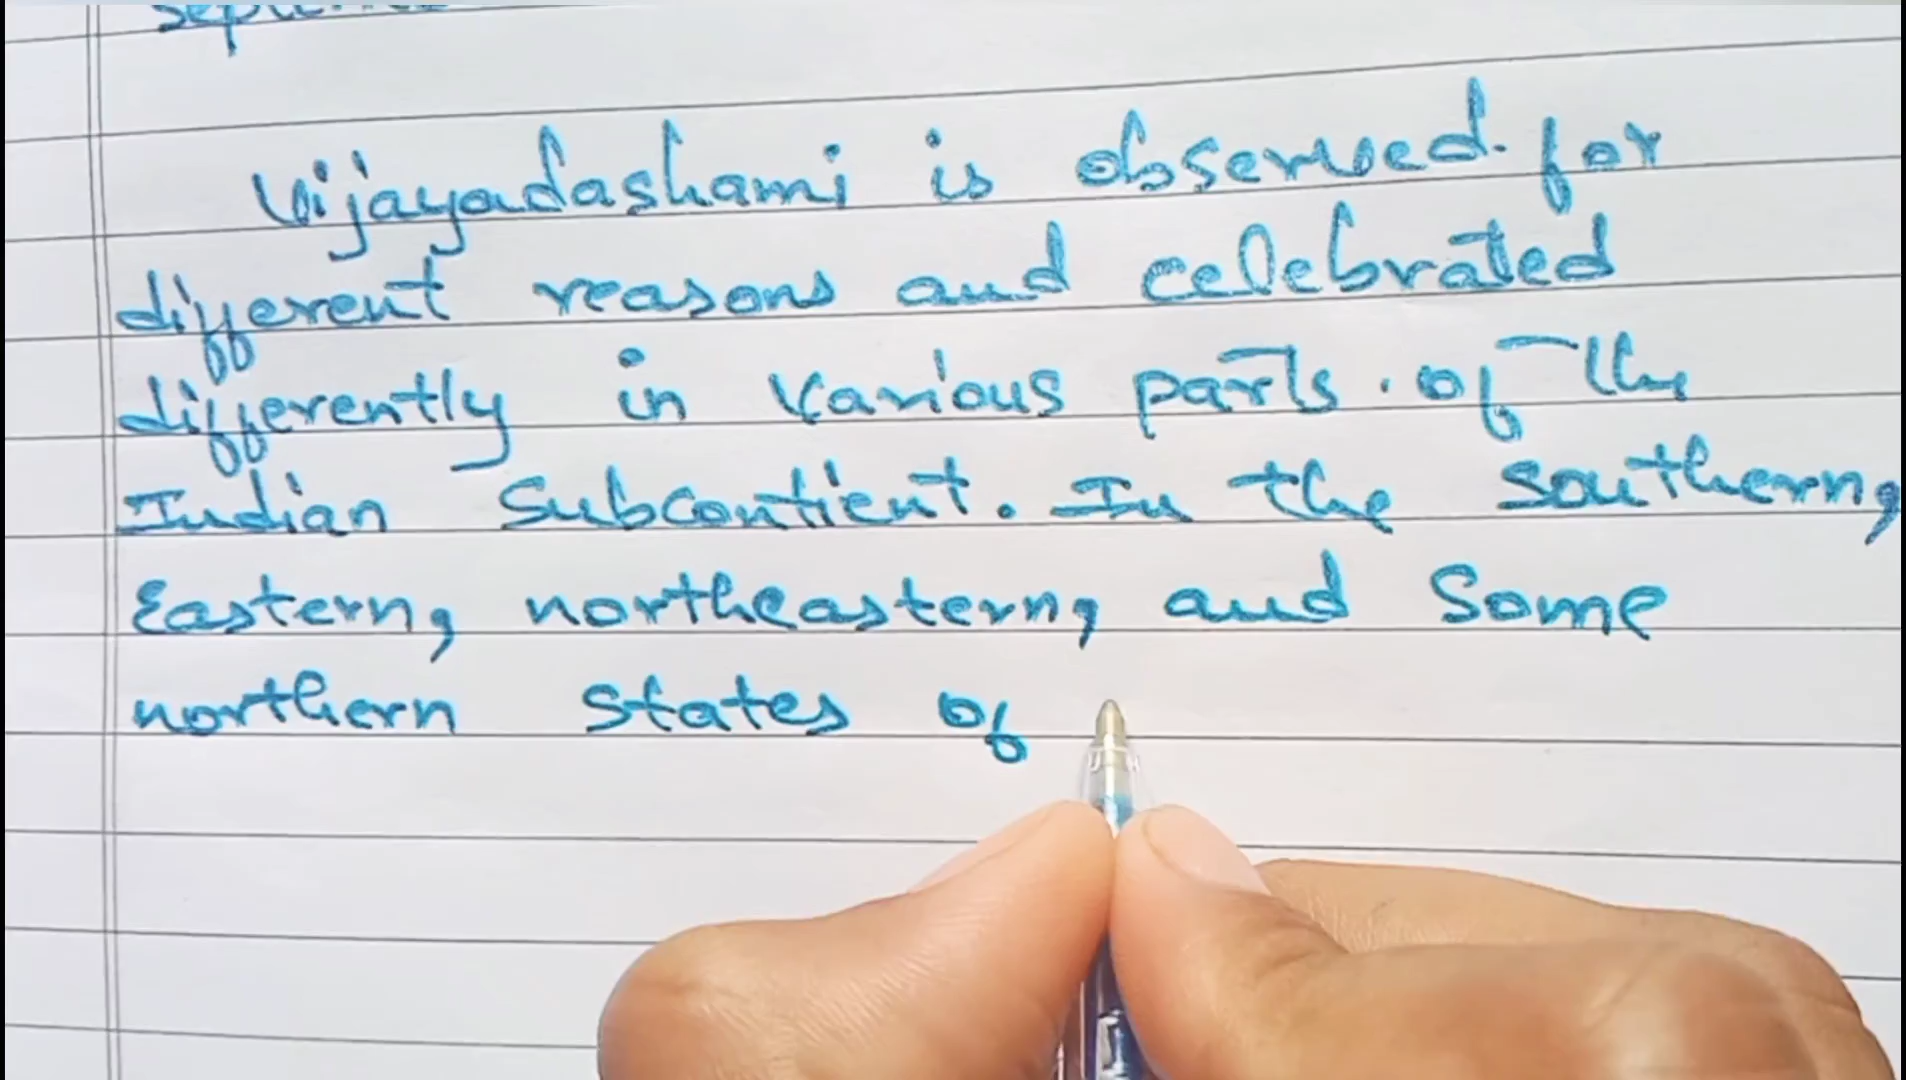 Vijayadashami is observed for
different reasons and celebrated
differently in various parts. of the
Indian Subcontient. In the southern,
Eastern, northeastern, and Some
northern states of